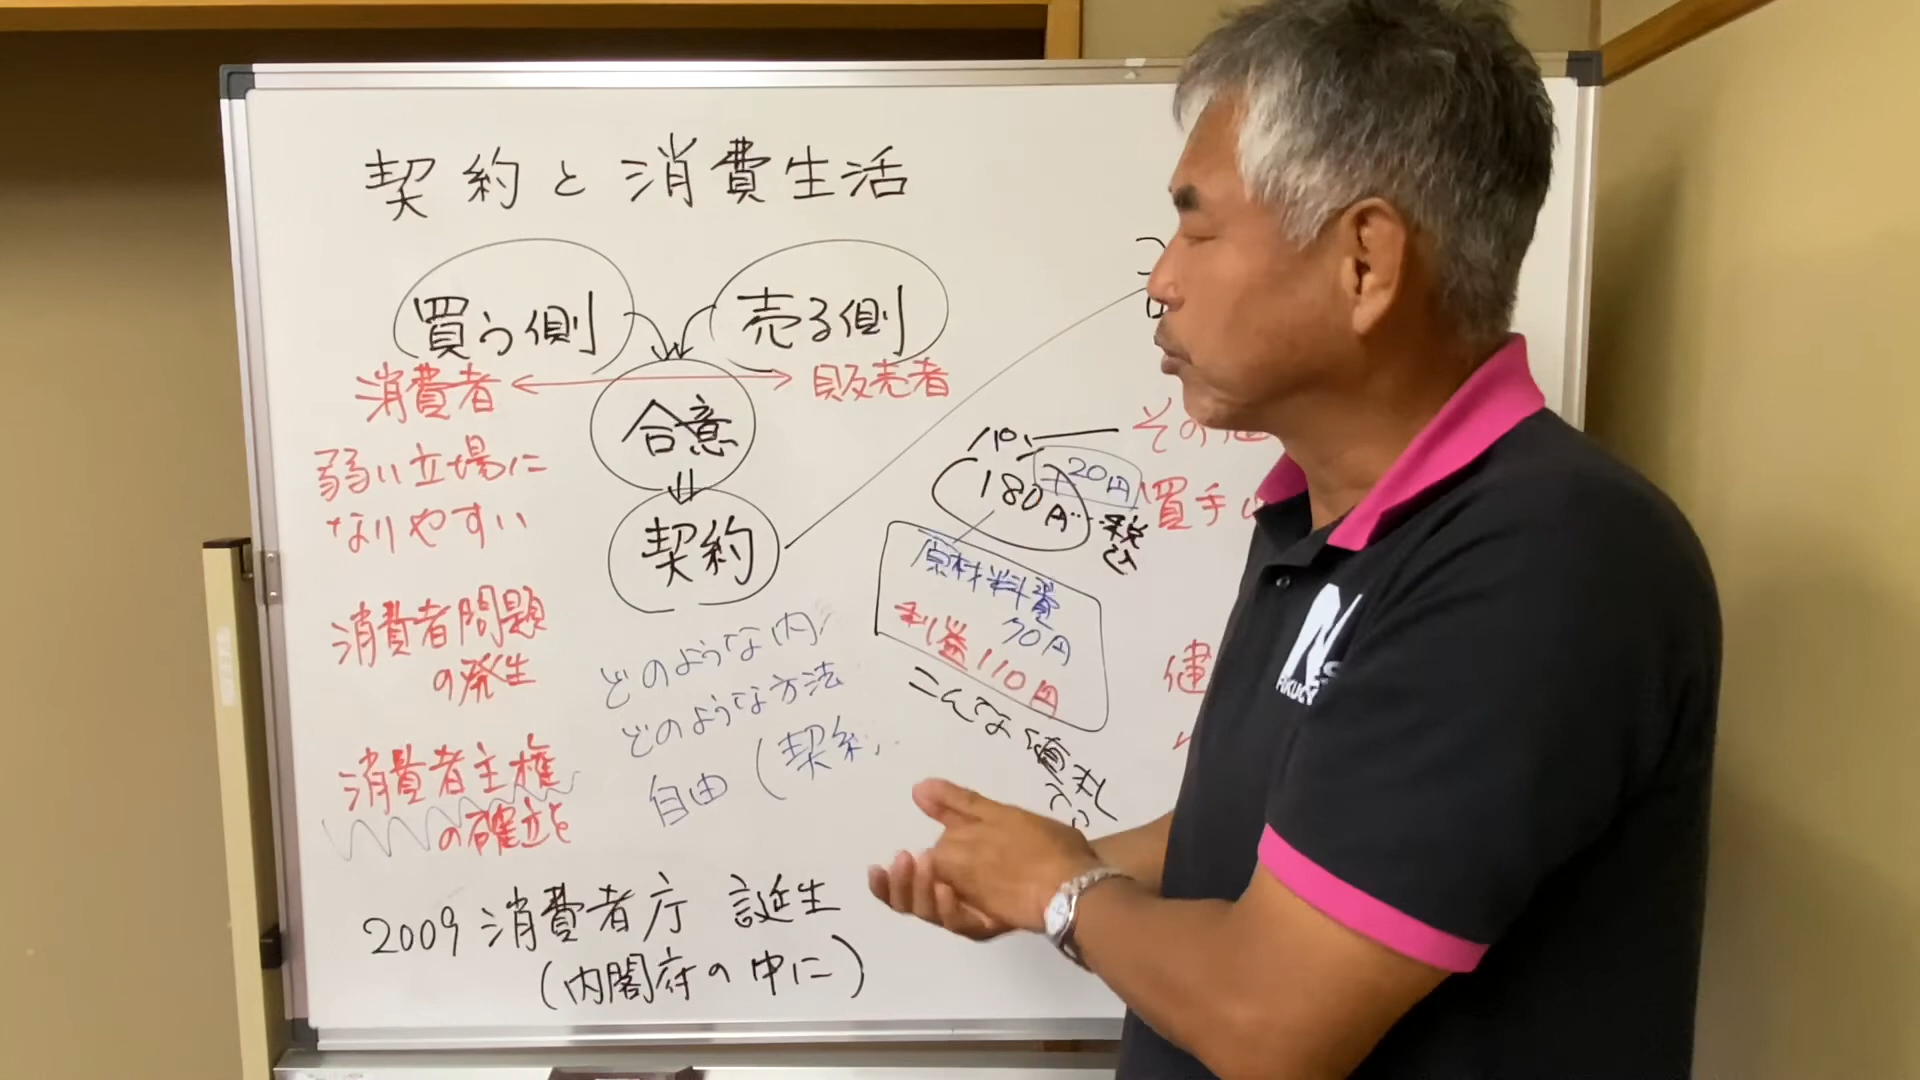 契約と消費生活
買う側
売る側
消費者
販売者
合意
弱い立場に
なりやすい
契約
消費者問題
の発生
消費者主権
の確立を
どのような内
どのような方法
自由(契約
2009 消費者庁 誕生
(内閣府の中に)
パン
20円
180円
税込
原材料費
70円
利益110円
こんな値札
買手
健
N